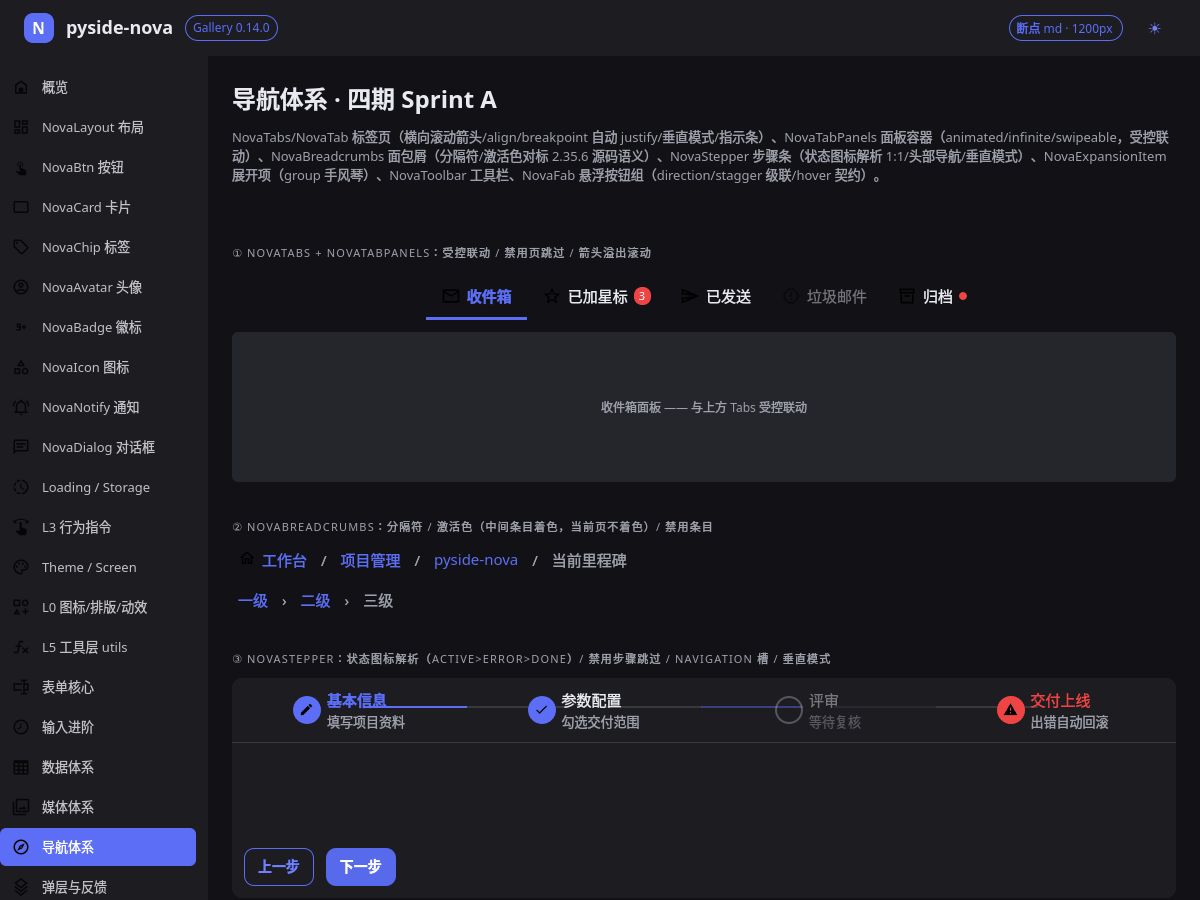 N pyside-nova Gallery 0.14.0 断点 md · 1200px
概览
NovaLayout 布局
NovaBtn 按钮
NovaCard 卡片
NovaChip 标签
NovaAvatar 头像
9+ NovaBadge 徽标
NovaIcon 图标
NovaNotify 通知
NovaDialog 对话框
Loading / Storage
L3 行为指令
Theme / Screen
L0 图标/排版/动效
L5 工具层 utils
表单核心
输入进阶
数据体系
媒体体系
导航体系
弹层与反馈
导航体系 · 四期 Sprint A
NovaTabs/NovaTab 标签页（横向滚动箭头/align/breakpoint 自动 justify/垂直模式/指示条）、NovaTabPanels 面板容器（animated/infinite/swipeable，受控联
动）、NovaBreadcrumbs 面包屑（分隔符/激活色对标 2.35.6 源码语义）、NovaStepper 步骤条（状态图标解析 1:1/头部导航/垂直模式）、NovaExpansionItem
展开项（group 手风琴）、NovaToolbar 工具栏、NovaFab 悬浮按钮组（direction/stagger 级联/hover 契约）。
① NOVATABS + NOVATABPANELS：受控联动 / 禁用页跳过 / 箭头溢出滚动
收件箱 已加星标 3 已发送 垃圾邮件 归档
收件箱面板 —— 与上方 Tabs 受控联动
② NOVABREADCRUMBS：分隔符 / 激活色（中间条目着色，当前页不着色）/ 禁用条目
工作台 / 项目管理 / pyside-nova / 当前里程碑
一级 › 二级 › 三级
③ NOVASTEPPER：状态图标解析（ACTIVE>ERROR>DONE）/ 禁用步骤跳过 / NAVIGATION 槽 / 垂直模式
基本信息 参数配置 评审 交付上线
填写项目资料 勾选交付范围 等待复核 出错自动回滚
上一步 下一步